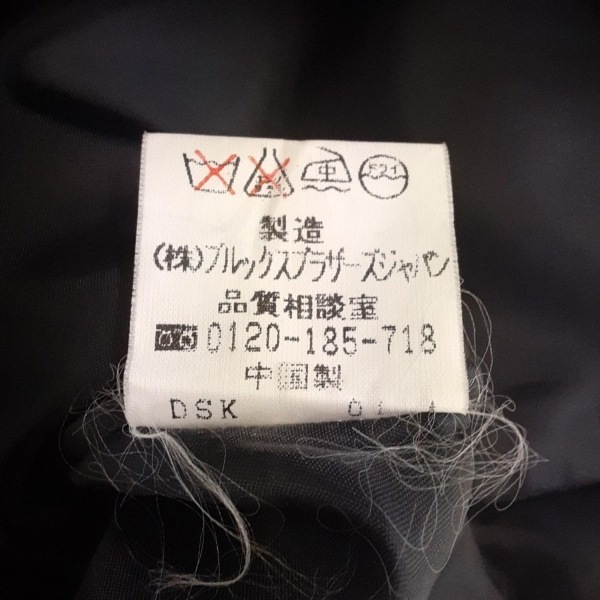 中
製造
(株)ブルックスブラザーズジャパン
品質相談室
0120-185-718
中国製
DSK